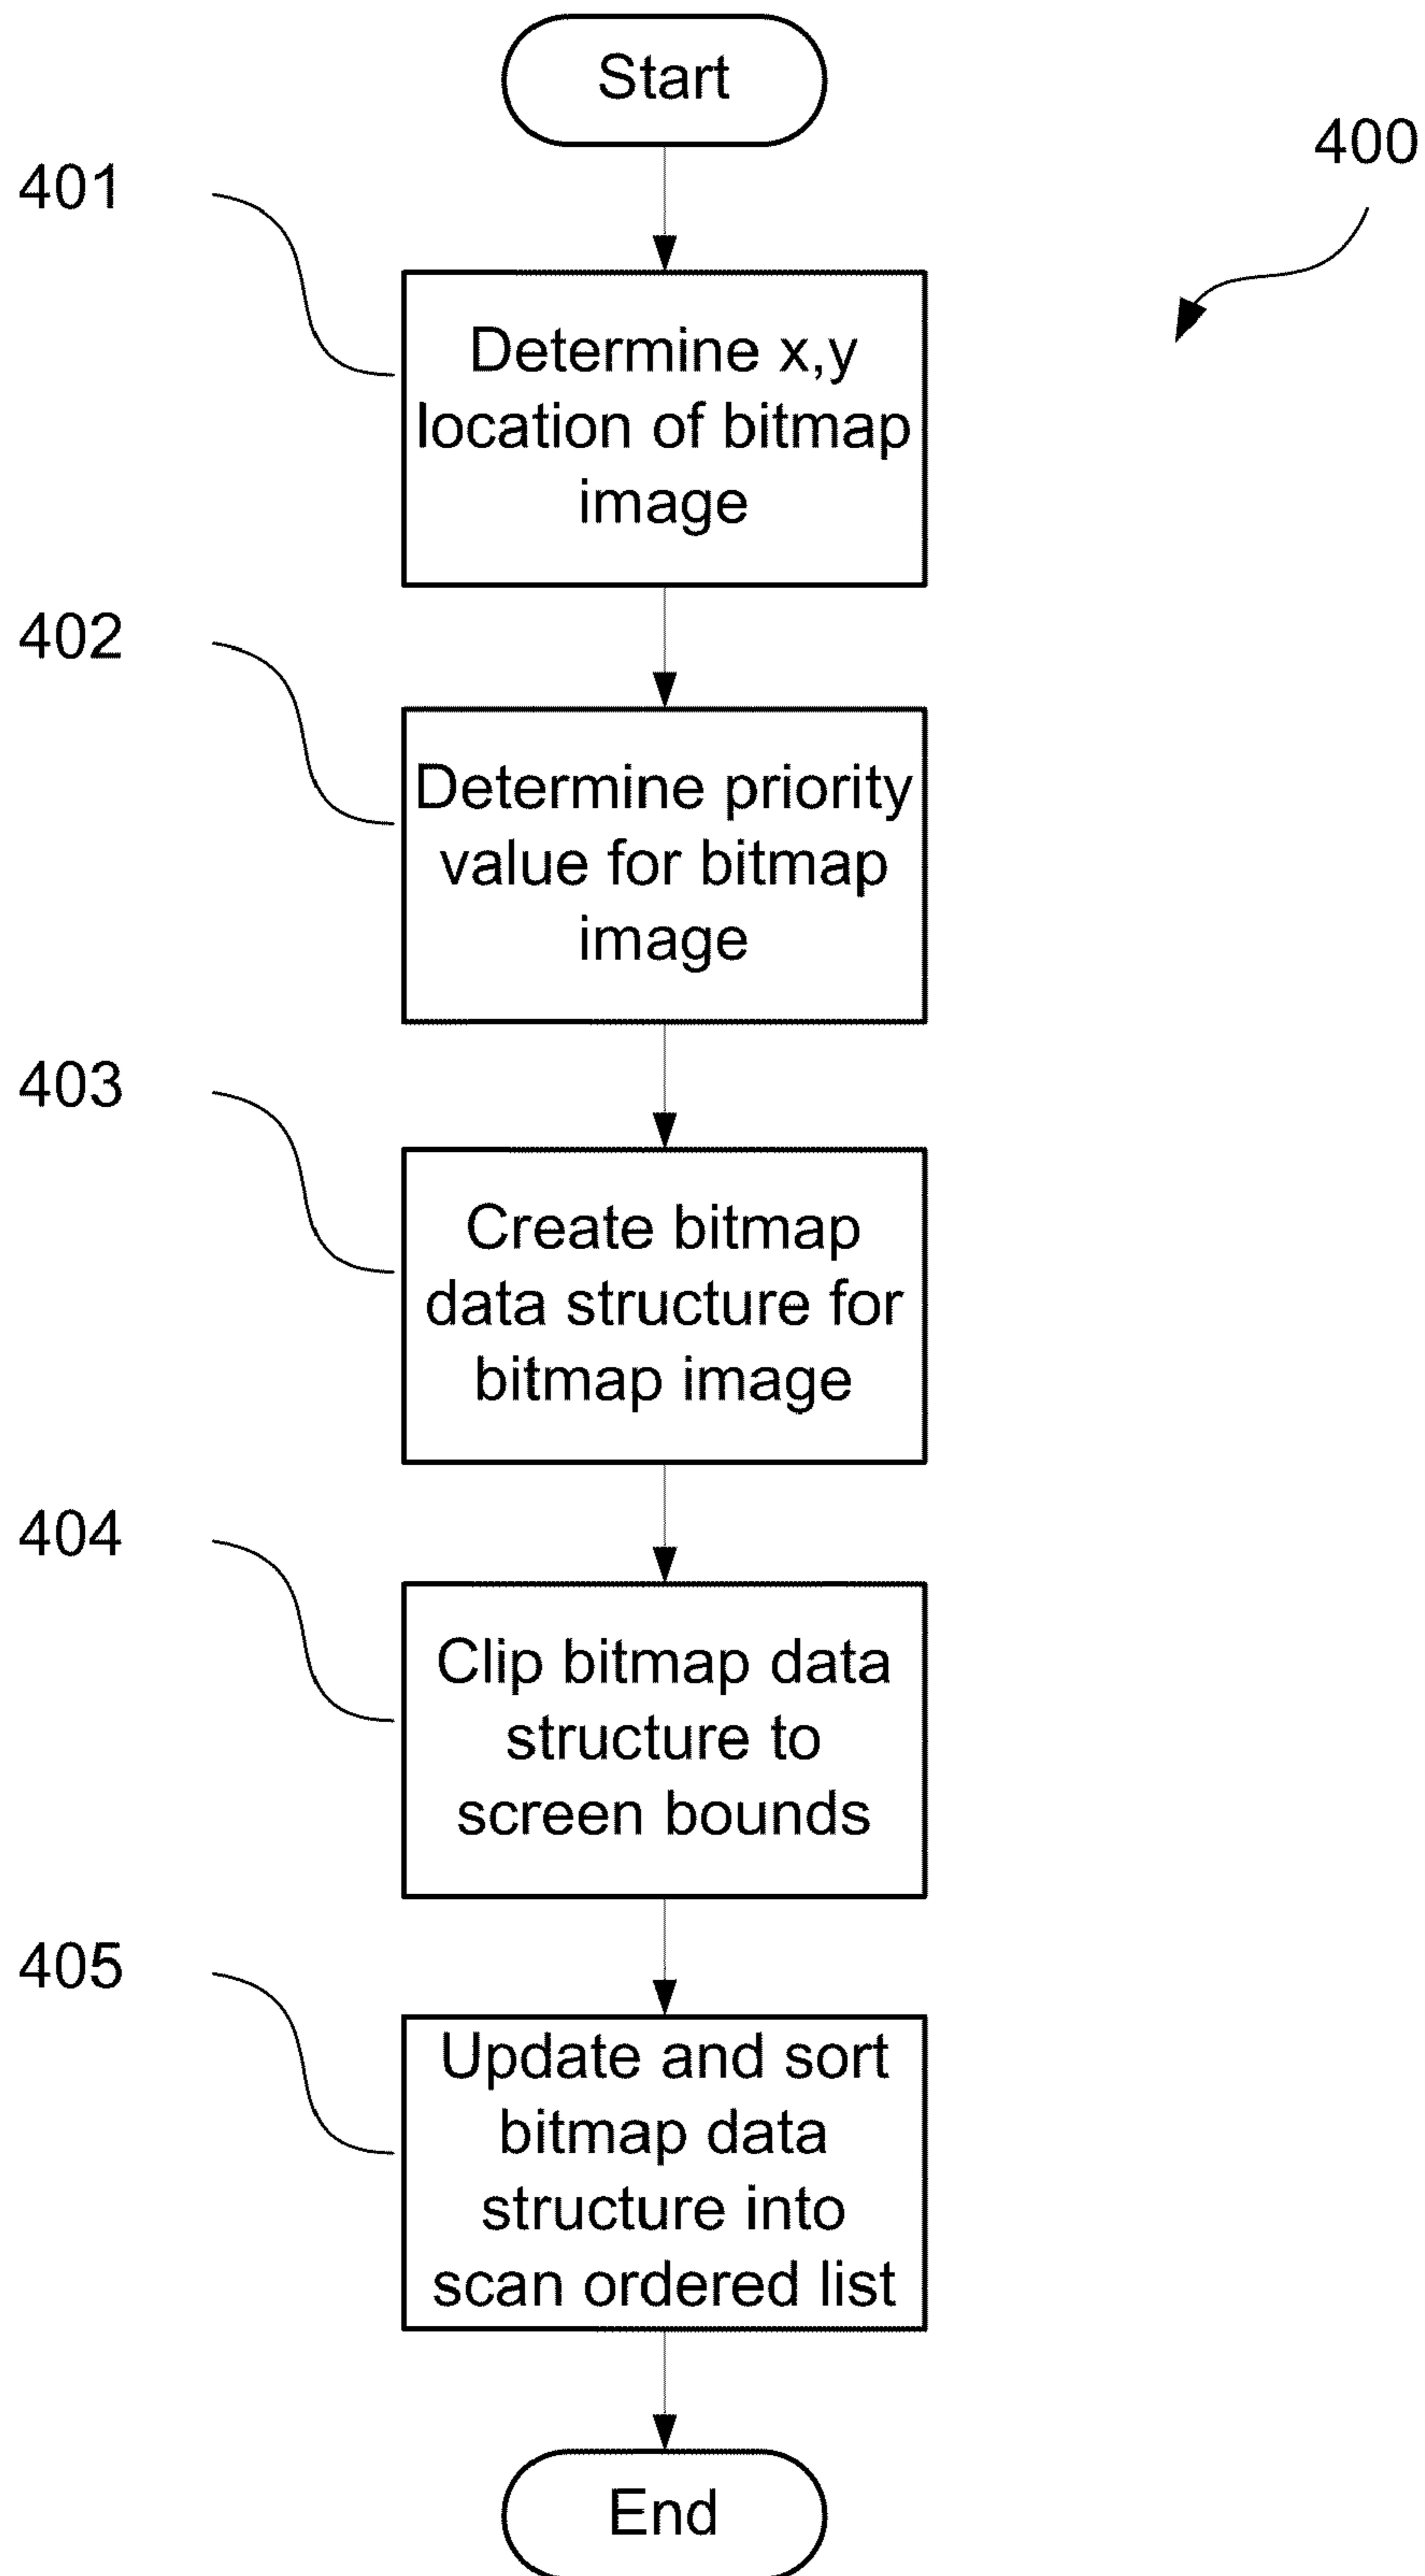 Start
400
401
Determine x,y
location of bitmap
image
402
Determine priority
value for bitmap
image
403
Create bitmap
data structure for
bitmap image
404
Clip bitmap data
structure to
screen bounds
405
Update and sort
bitmap data
structure into
scan ordered list
End